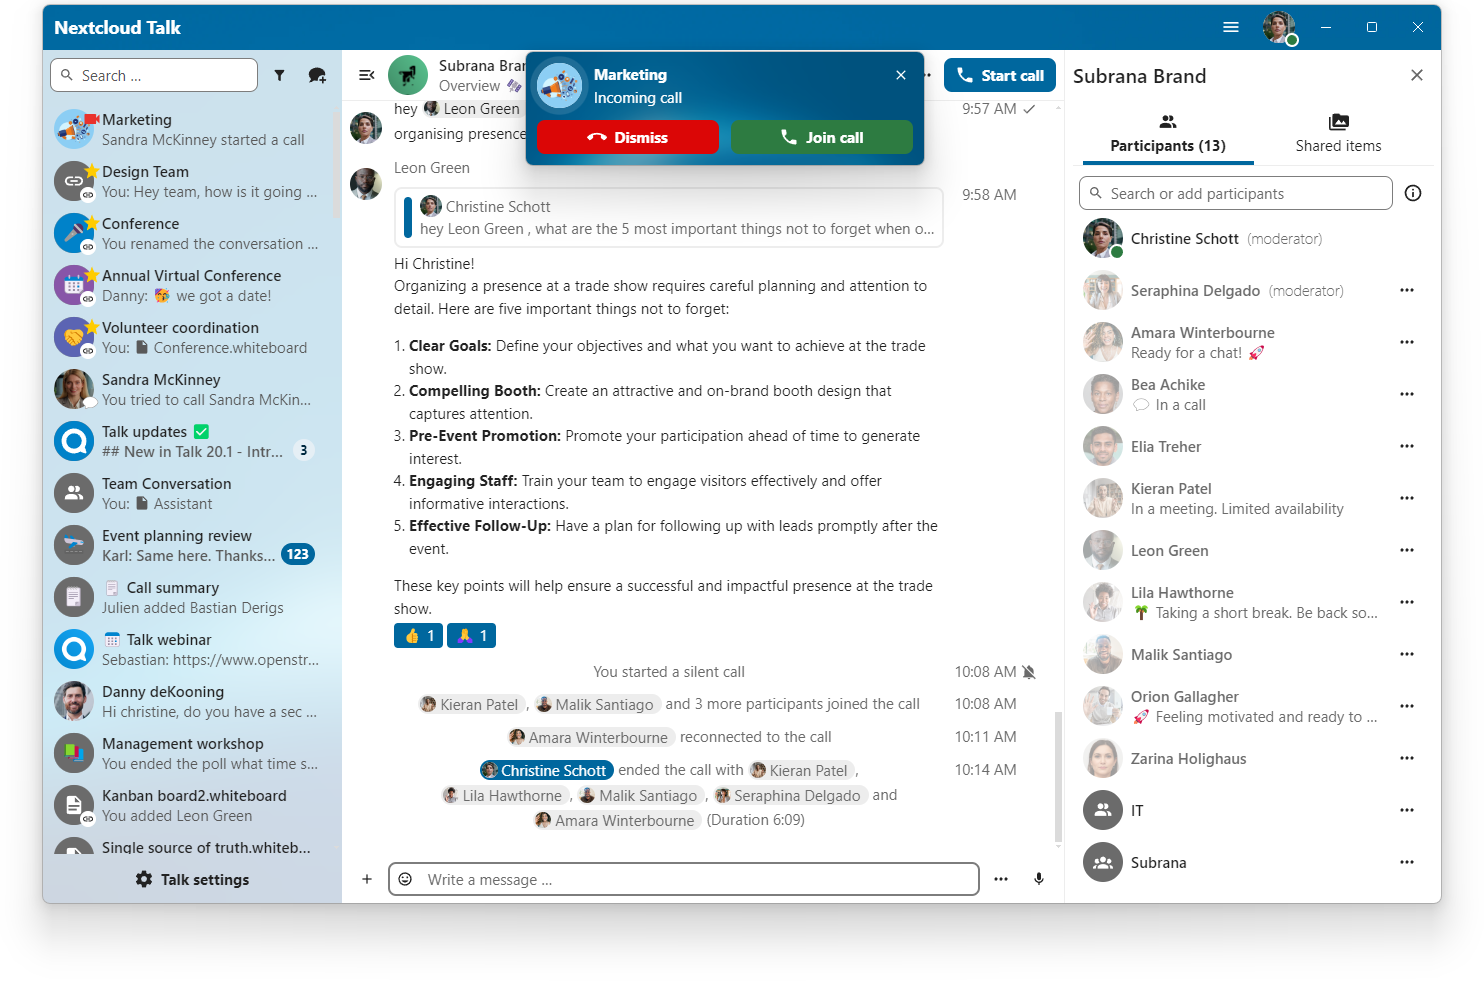 Nextcloud Talk
Search ...
Marketing
Sandra McKinney started a call
Design Team
You: Hey team, how is it going ...
Conference
You renamed the conversation ...
Annual Virtual Conference
Danny: 🥳 we got a date!
Volunteer coordination
You: Conference.whiteboard
Sandra McKinney
You tried to call Sandra McKin...
Talk updates ✅
## New in Talk 20.1 - Intr...
3
Team Conversation
You: Assistant
Event planning review
Karl: Same here. Thanks...
123
Call summary
Julien added Bastian Derigs
Talk webinar
Sebastian: https://www.openstr...
Danny deKooning
Hi christine, do you have a sec ...
Management workshop
You ended the poll what time s...
Kanban board2.whiteboard
You added Leon Green
Single source of truth.whiteb...
Talk settings
Subrana Bran
Overview
Start call
Marketing
Incoming call
Dismiss
Join call
hey Leon Green
9:57 AM
organising presence
Leon Green
Christine Schott
9:58 AM
hey Leon Green , what are the 5 most important things not to forget when o...
Hi Christine!
Organizing a presence at a trade show requires careful planning and attention to
detail. Here are five important things not to forget:
1. Clear Goals: Define your objectives and what you want to achieve at the trade
show.
2. Compelling Booth: Create an attractive and on-brand booth design that
captures attention.
3. Pre-Event Promotion: Promote your participation ahead of time to generate
interest.
4. Engaging Staff: Train your team to engage visitors effectively and offer
informative interactions.
5. Effective Follow-Up: Have a plan for following up with leads promptly after the
event.
These key points will help ensure a successful and impactful presence at the trade
show.
👍 1 🙏 1
You started a silent call 10:08 AM
Kieran Patel , Malik Santiago and 3 more participants joined the call 10:08 AM
Amara Winterbourne reconnected to the call 10:11 AM
Christine Schott ended the call with Kieran Patel , 10:14 AM
Lila Hawthorne , Malik Santiago , Seraphina Delgado and
Amara Winterbourne (Duration 6:09)
Write a message ...
Subrana Brand
Participants (13)
Shared items
Search or add participants
Christine Schott (moderator)
Seraphina Delgado (moderator)
Amara Winterbourne
Ready for a chat! 🚀
Bea Achike
In a call
Elia Treher
Kieran Patel
In a meeting. Limited availability
Leon Green
Lila Hawthorne
🌴 Taking a short break. Be back so...
Malik Santiago
Orion Gallagher
🚀 Feeling motivated and ready to ...
Zarina Holighaus
IT
Subrana